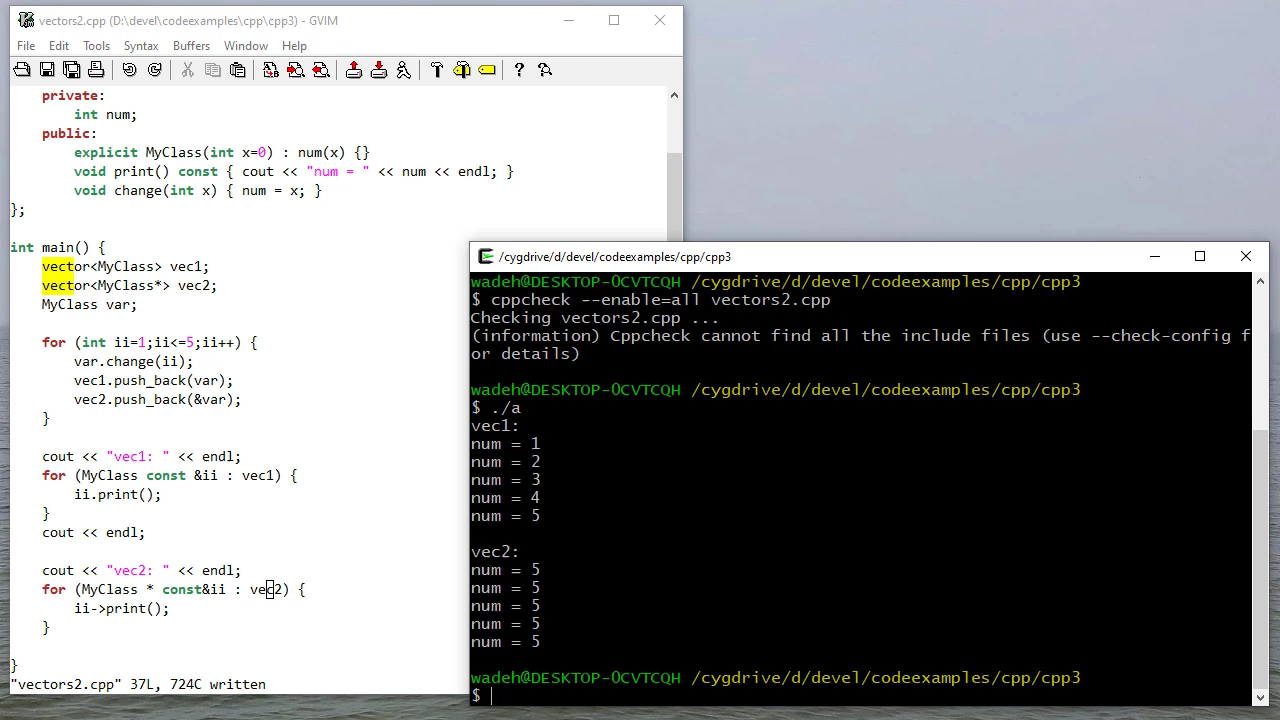 vectors2.cpp (D:\devel\codeexamples\cpp\cpp3) - GVIM
File Edit Tools Syntax Buffers Window Help
private:
int num;
public:
explicit MyClass(int x=0) : num(x) {}
void print() const { cout << "num = " << num << endl; }
void change(int x) { num = x; }
};
int main() {
vector<MyClass> vec1;
vector<MyClass*> vec2;
MyClass var;
for (int ii=1;ii<=5;ii++) {
var.change(ii);
vec1.push_back(var);
vec2.push_back(&var);
}
cout << "vec1: " << endl;
for (MyClass const &ii : vec1) {
ii.print();
}
cout << endl;
cout << "vec2: " << endl;
for (MyClass * const&ii : vec2) {
ii->print();
}
}
"vectors2.cpp" 37L, 724C written
/cygdrive/d/devel/codeexamples/cpp/cpp3
wadeh@DESKTOP-OCVTCQH /cygdrive/d/devel/codeexamples/cpp/cpp3
$ cppcheck --enable=all vectors2.cpp
Checking vectors2.cpp ...
(information) Cppcheck cannot find all the include files (use --check-config f
or details)
wadeh@DESKTOP-OCVTCQH /cygdrive/d/devel/codeexamples/cpp/cpp3
$ ./a
vec1:
num = 1
num = 2
num = 3
num = 4
num = 5
vec2:
num = 5
num = 5
num = 5
num = 5
num = 5
wadeh@DESKTOP-OCVTCQH /cygdrive/d/devel/codeexamples/cpp/cpp3
$